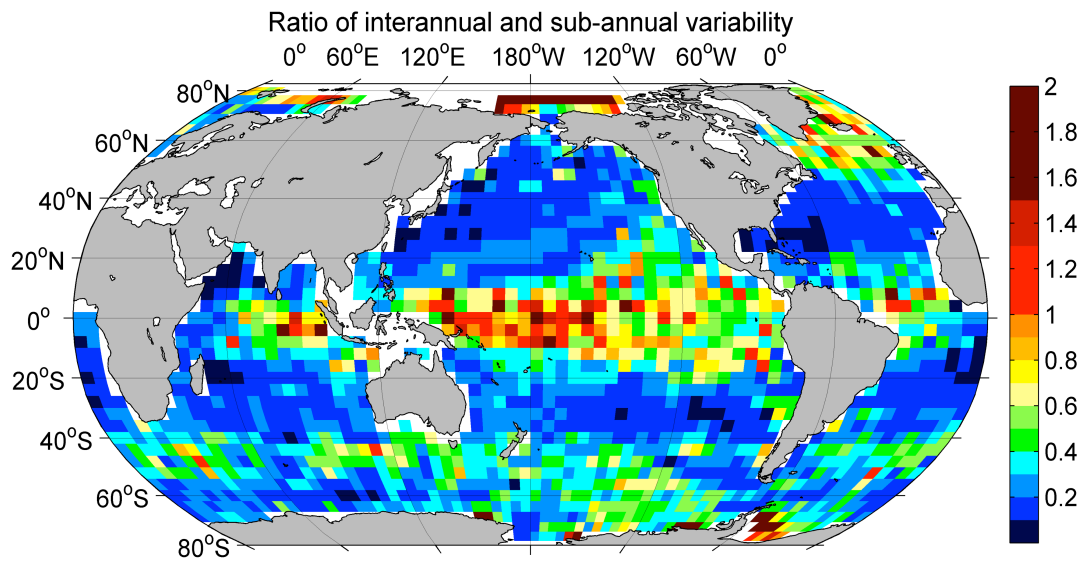 Ratio of interannual and sub-annual variability
0° 60°E 120°E 180°W 120°W 60°W 0°
80°N
60°N
40°N
20°N
0°
20°S
40°S
60°S
80°S
2
1.8
1.6
1.4
1.2
1
0.8
0.6
0.4
0.2